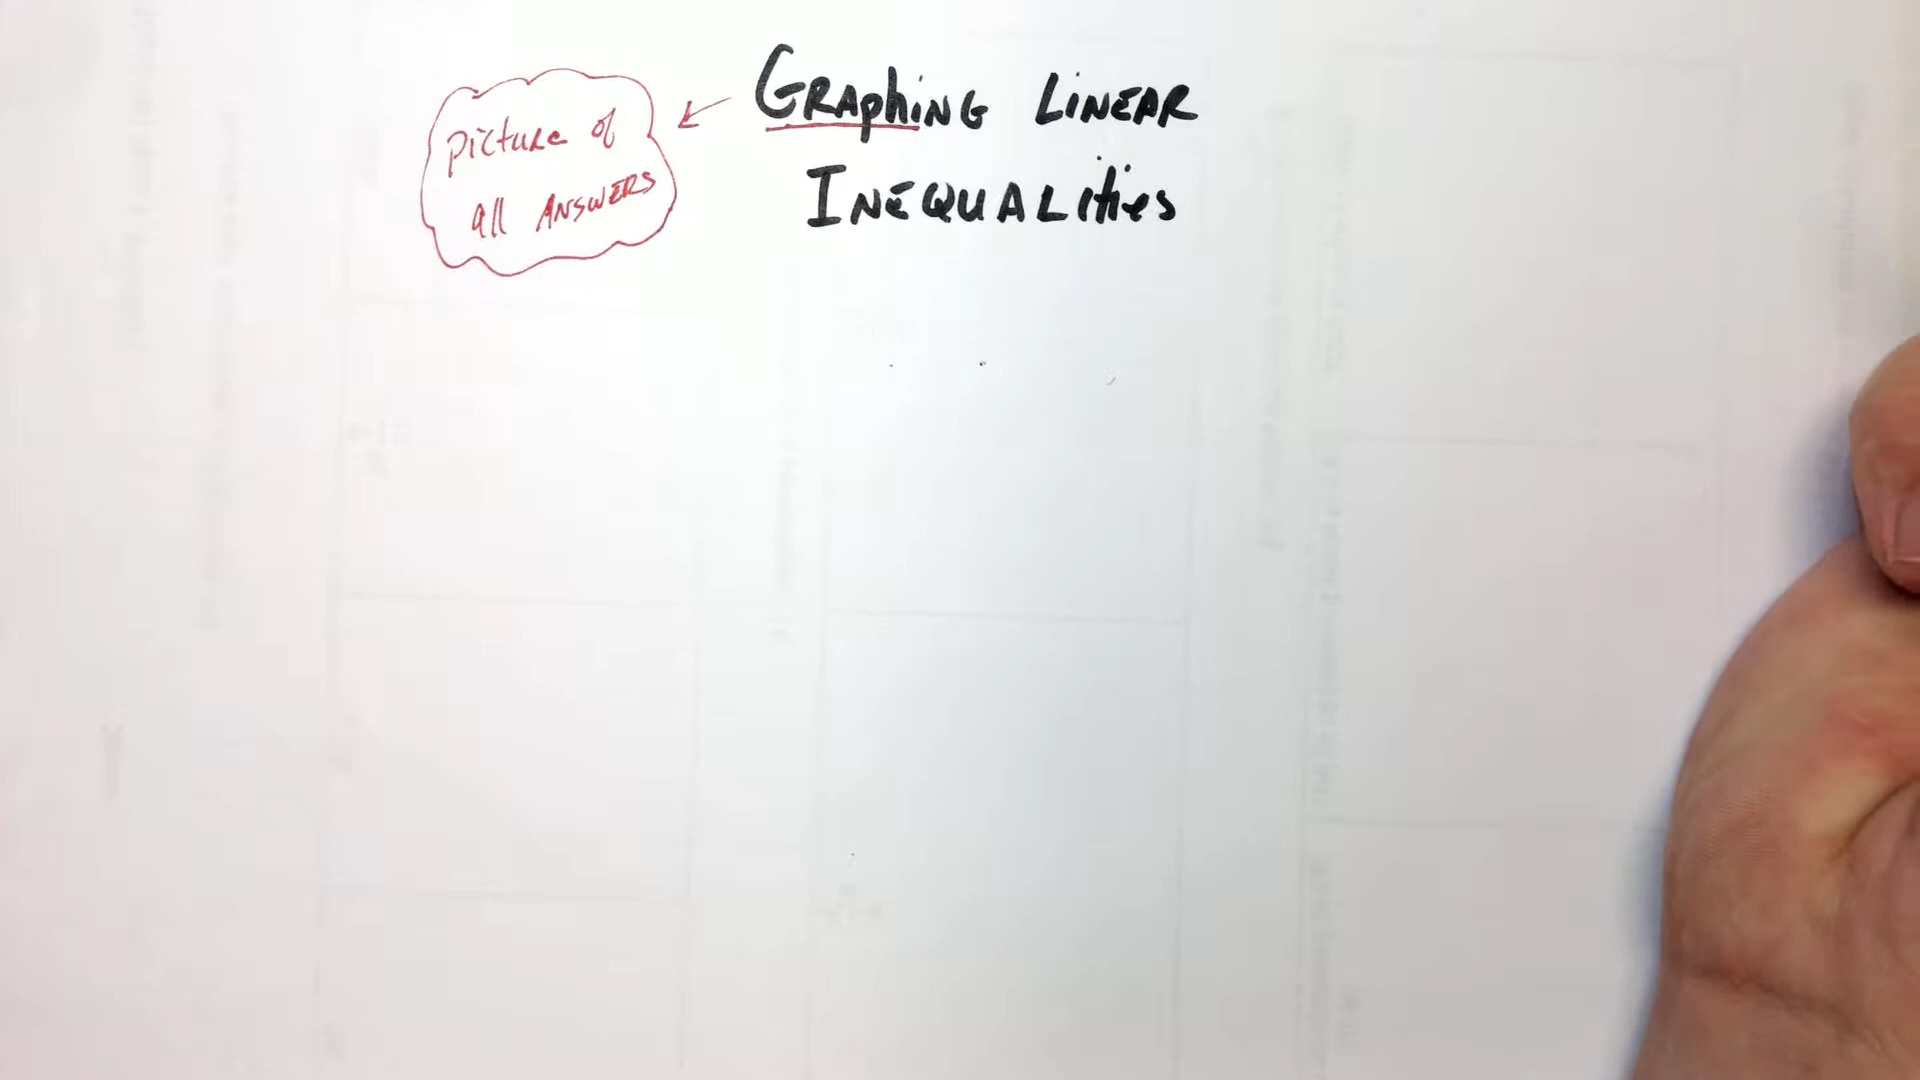 Graphing Linear
Inequalities
picture of
all Answers